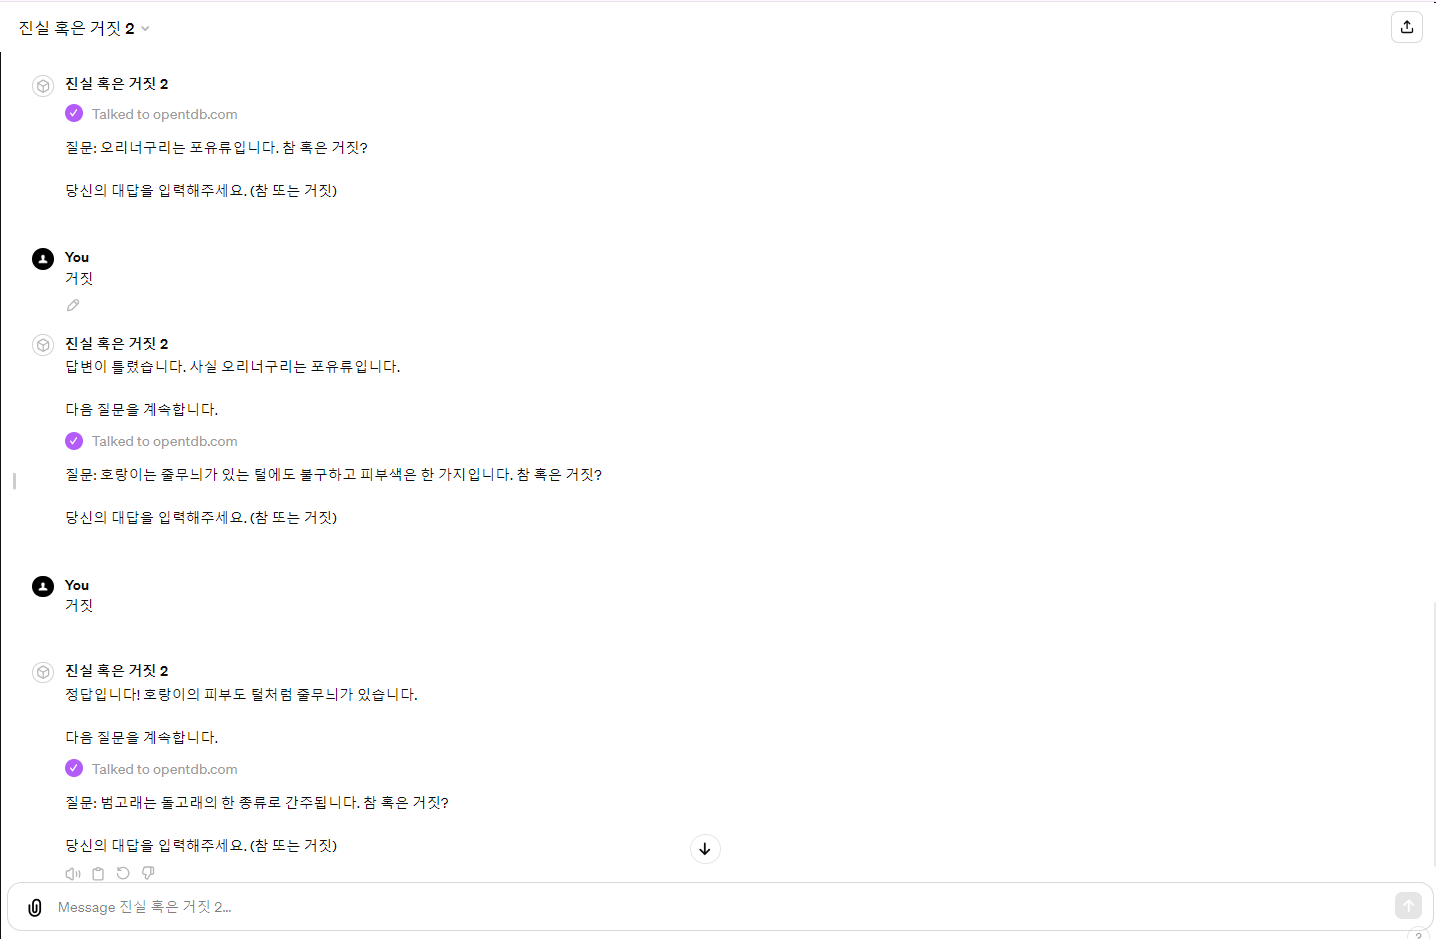 진실 혹은 거짓 2
진실 혹은 거짓 2
Talked to opentdb.com
질문: 오리너구리는 포유류입니다. 참 혹은 거짓?
당신의 대답을 입력해주세요. (참 또는 거짓)
You
거짓
진실 혹은 거짓 2
답변이 틀렸습니다. 사실 오리너구리는 포유류입니다.
다음 질문을 계속합니다.
Talked to opentdb.com
질문: 호랑이는 줄무늬가 있는 털에도 불구하고 피부색은 한 가지입니다. 참 혹은 거짓?
당신의 대답을 입력해주세요. (참 또는 거짓)
You
거짓
진실 혹은 거짓 2
정답입니다! 호랑이의 피부도 털처럼 줄무늬가 있습니다.
다음 질문을 계속합니다.
Talked to opentdb.com
질문: 범고래는 돌고래의 한 종류로 간주됩니다. 참 혹은 거짓?
당신의 대답을 입력해주세요. (참 또는 거짓)
Message 진실 혹은 거짓 2...
?